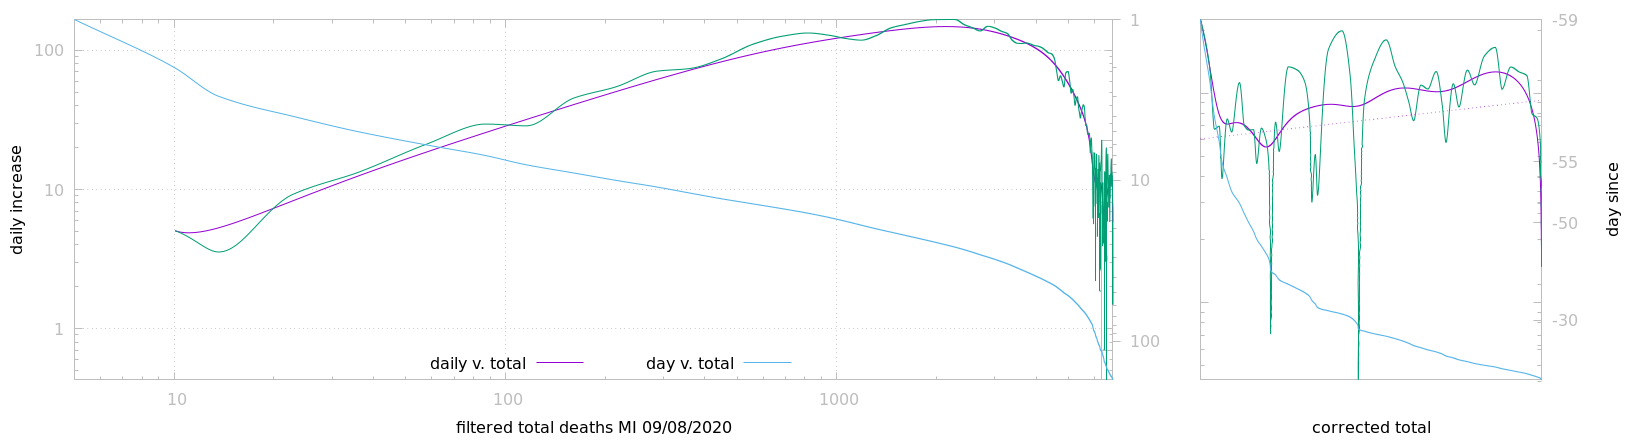 daily increase
100
10
1
10
100
1000
1
10
100
daily v. total
day v. total
filtered total deaths MI 09/08/2020
-59
-55
-50
-30
day since
corrected total